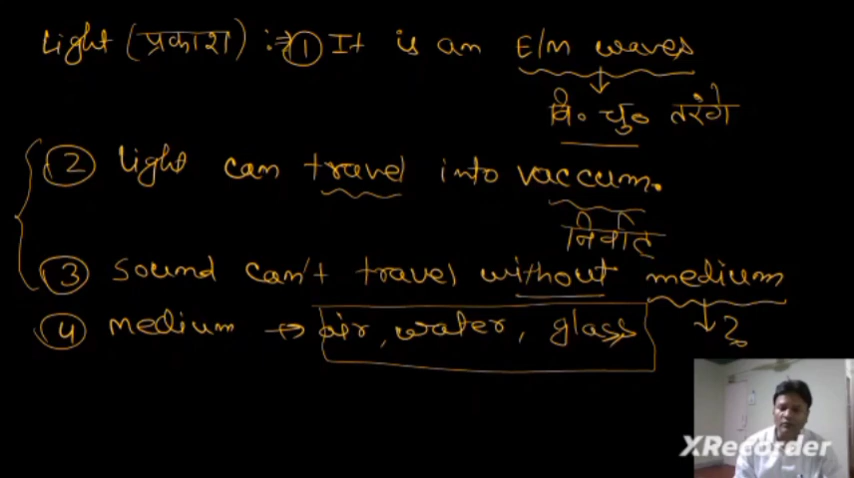 Light (प्रकाश) :⇒ ① It is an E/M waves
वि० चु० तरंगे
② light can travel into vaccum.
निर्वात
③ sound can't travel without medium
④ medium → air, water, glass ?
XRecorder